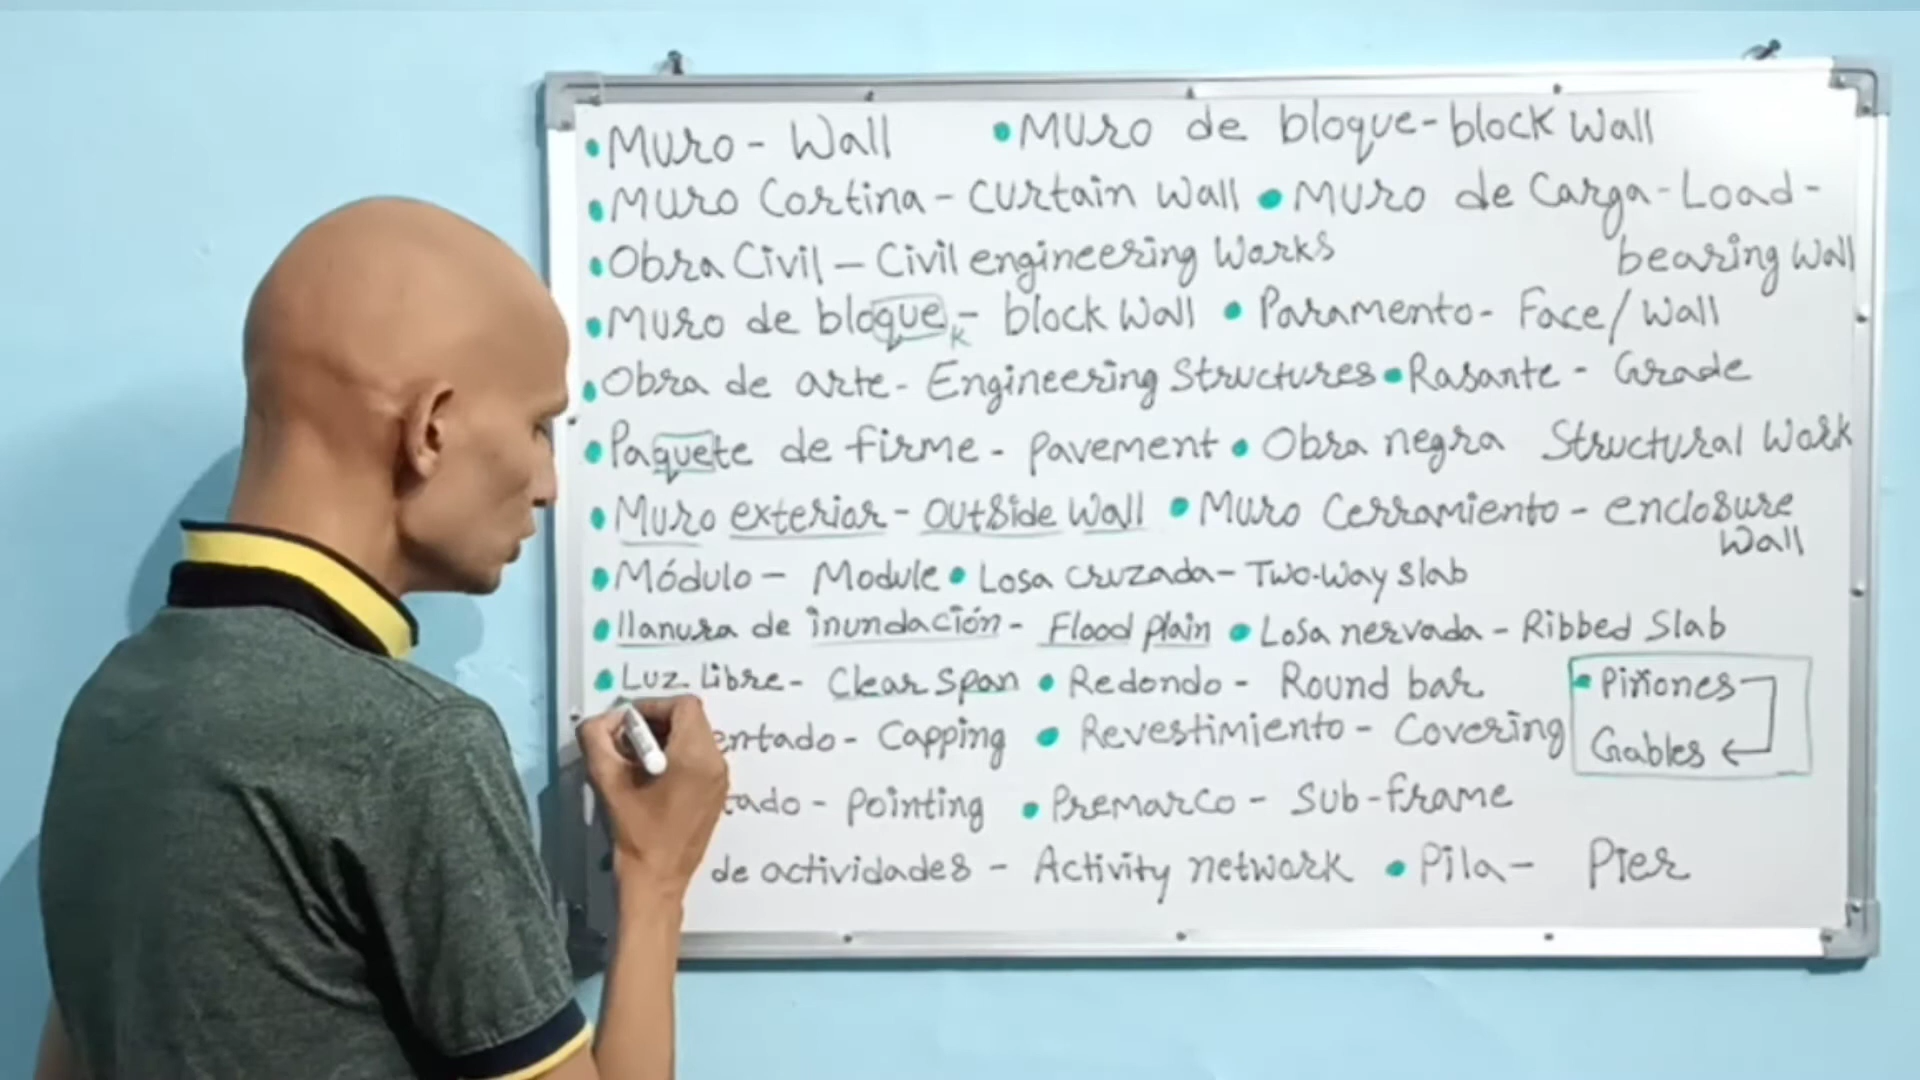 • Muro - Wall • Muro de bloque - block Wall
• Muro Cortina - Curtain Wall • Muro de Carga - Load-
• Obra Civil - Civil engineering Works bearing Wall
• Muro de bloque - block Wall • Paramento - Face/Wall
K
• Obra de arte - Engineering Structures • Rasante - Grade
• Paquete de firme - pavement • Obra negra Structural Work
• Muro exterior - outside Wall • Muro Cerramiento - enclosure
Wall
• Módulo - Module • Losa cruzada - Two-Way slab
• llanura de inundación - Flood plain • Losa nervada - Ribbed Slab
• Luz libre - Clear Span • Redondo - Round bar • Piñones
- Capping • Revestimiento - Covering Gables
- pointing • Premarco - Sub-frame
de actividades - Activity network • Pila - Pier